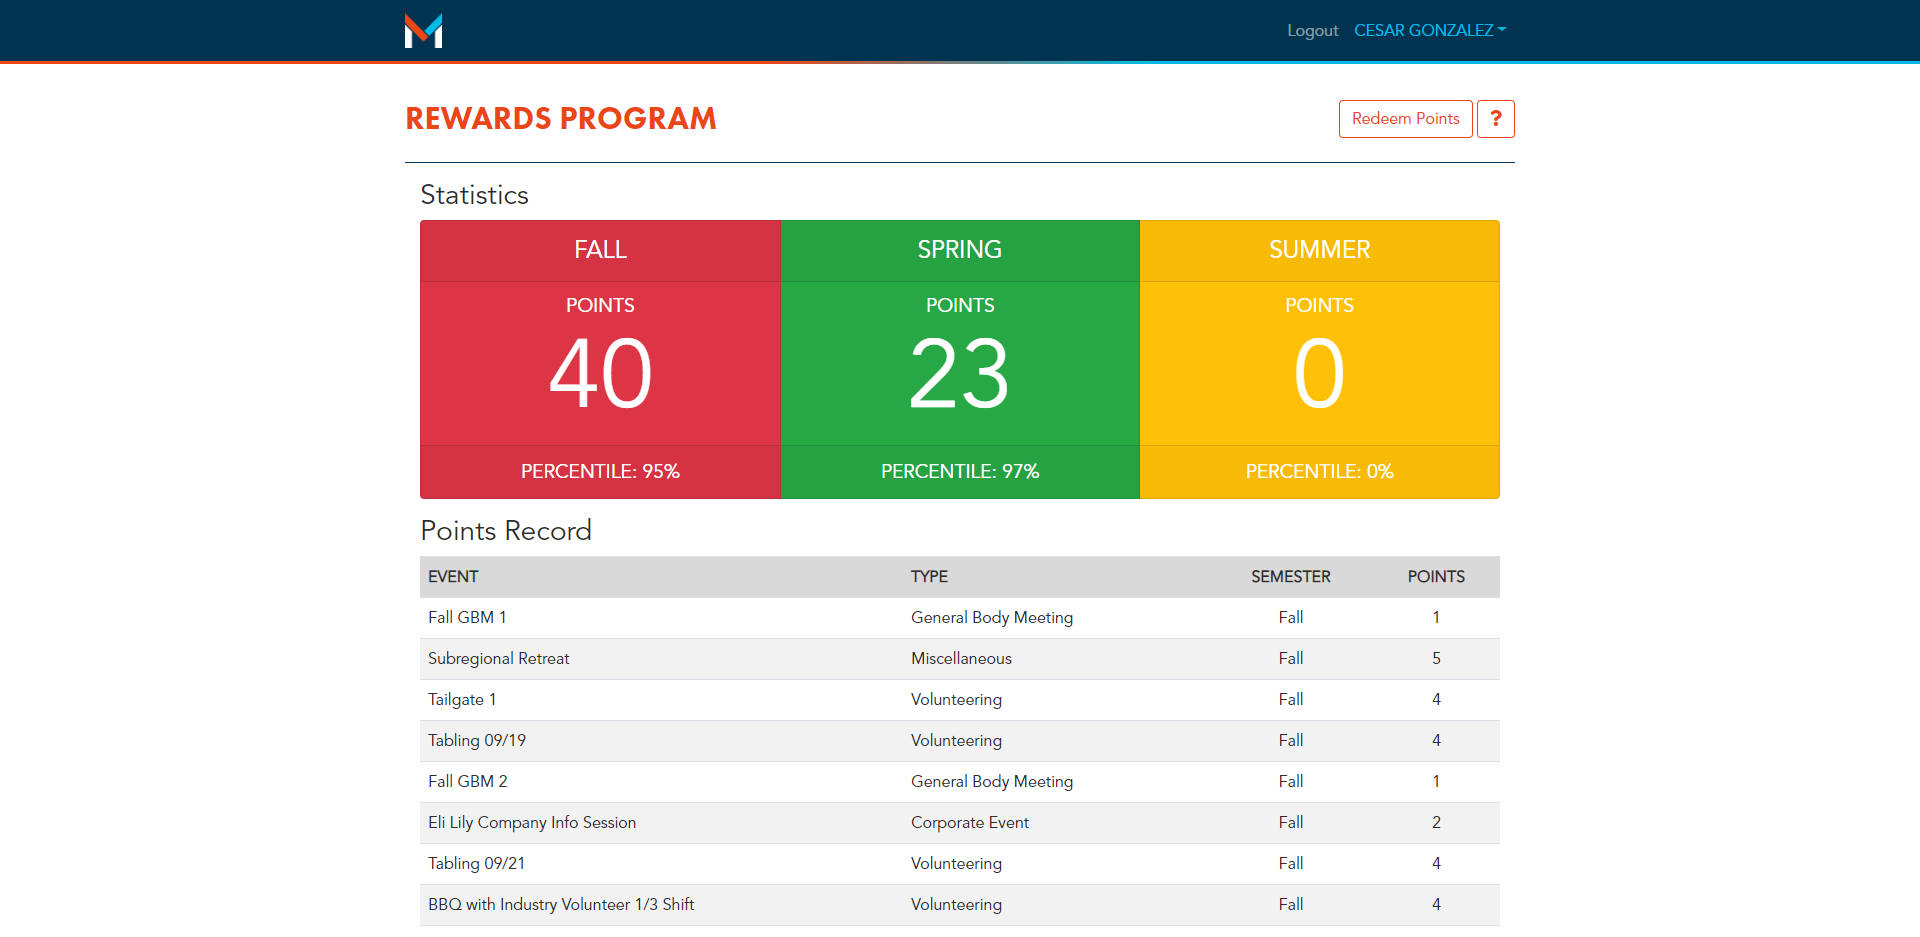 Logout CESAR GONZALEZ
REWARDS PROGRAM
Redeem Points ?
Statistics
FALL SPRING SUMMER
POINTS POINTS POINTS
40 23 0
PERCENTILE: 95% PERCENTILE: 97% PERCENTILE: 0%
Points Record
EVENT TYPE SEMESTER POINTS
Fall GBM 1 General Body Meeting Fall 1
Subregional Retreat Miscellaneous Fall 5
Tailgate 1 Volunteering Fall 4
Tabling 09/19 Volunteering Fall 4
Fall GBM 2 General Body Meeting Fall 1
Eli Lily Company Info Session Corporate Event Fall 2
Tabling 09/21 Volunteering Fall 4
BBQ with Industry Volunteer 1/3 Shift Volunteering Fall 4